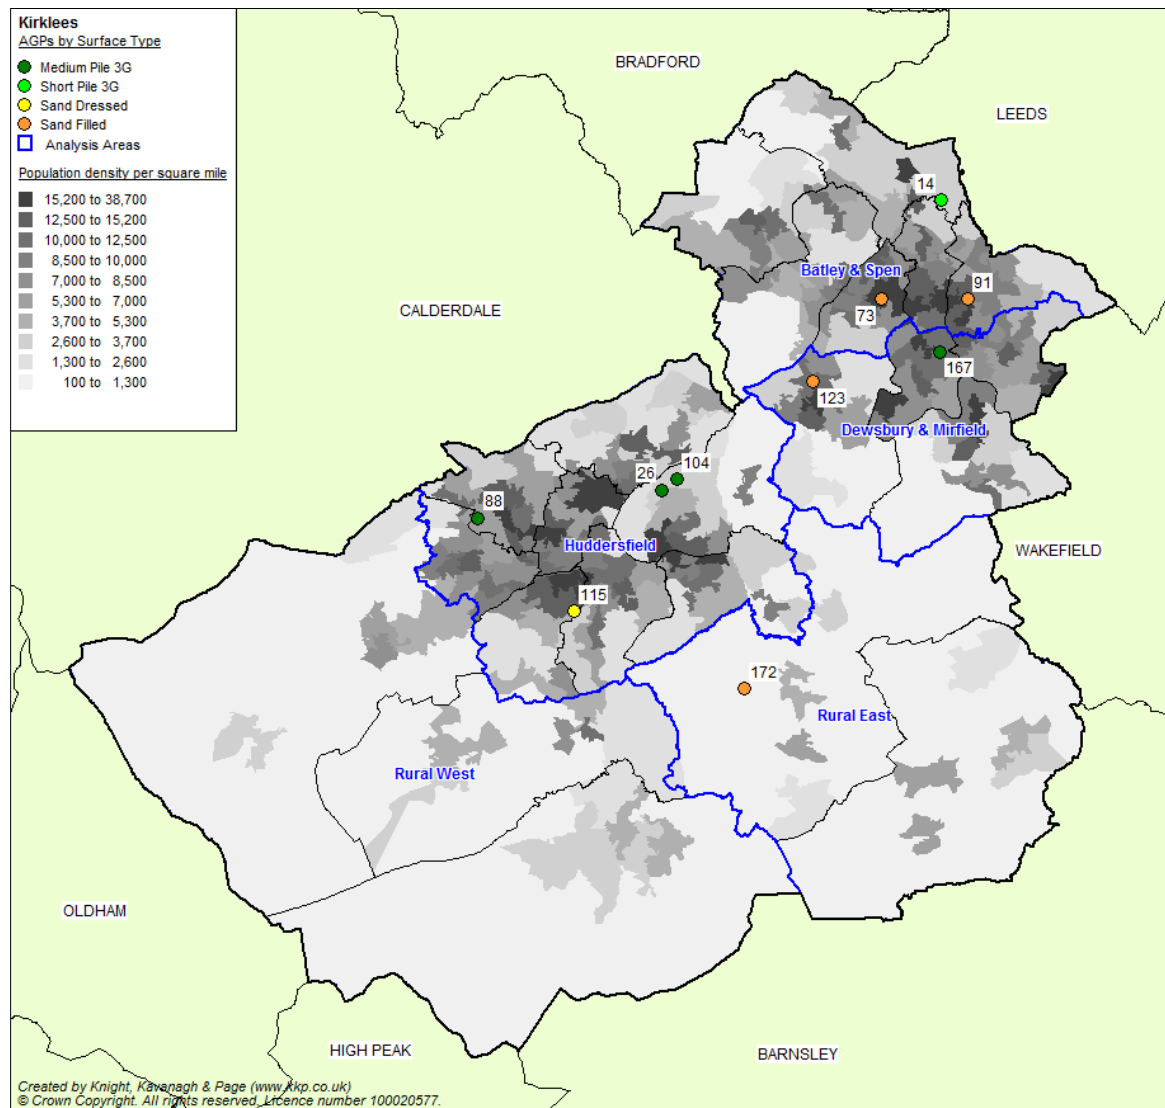 Kirklees
AGPs by Surface Type
Medium Pile 3G
Short Pile 3G
Sand Dressed
Sand Filled
Analysis Areas
Population density per square mile
15,200 to 38,700
12,500 to 15,200
10,000 to 12,500
8,500 to 10,000
7,000 to 8,500
5,300 to 7,000
3,700 to 5,300
2,600 to 3,700
1,300 to 2,600
100 to 1,300
BRADFORD
LEEDS
14
Batley & Spen
91
CALDERDALE
73
167
123
Dewsbury & Mirfield
26
104
88
Huddersfield
WAKEFIELD
115
172
Rural East
Rural West
OLDHAM
HIGH PEAK
BARNSLEY
Created by Knight, Kavanagh & Page (www.kkp.co.uk)
© Crown Copyright. All rights reserved. Licence number 100020577.